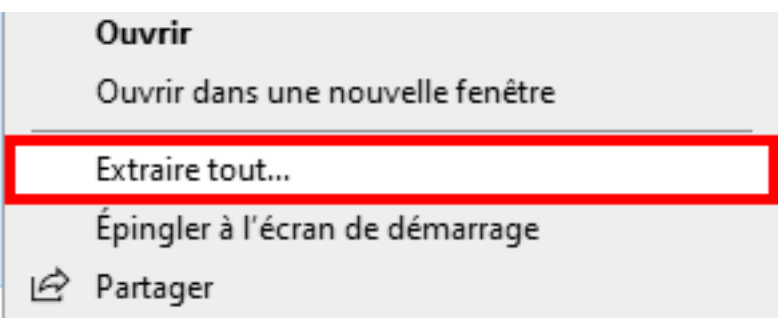 Ouvrir
Ouvrir dans une nouvelle fenêtre
Extraire tout...
Épingler à l'écran de démarrage
Partager